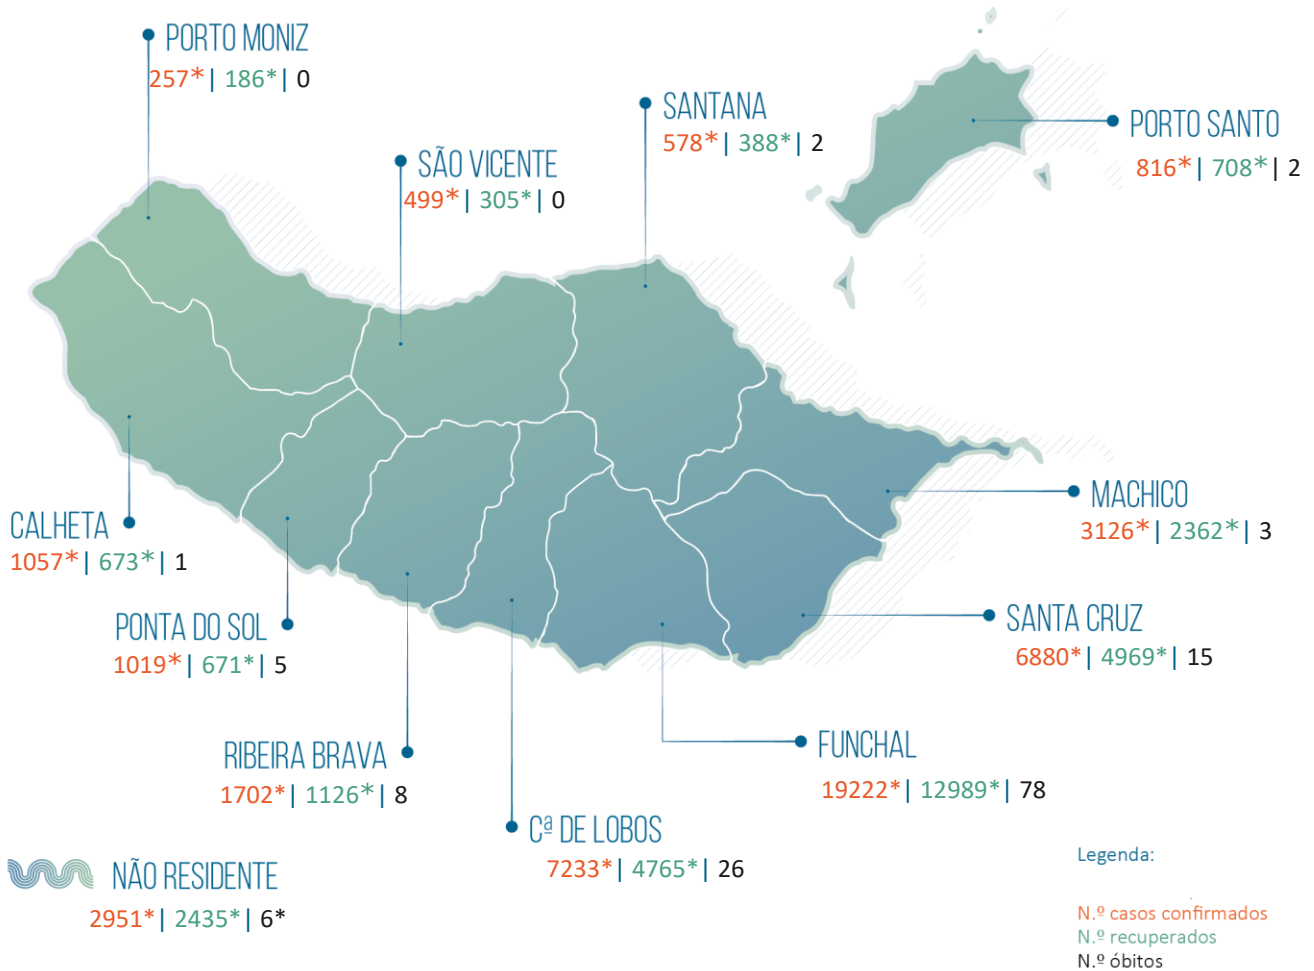 PORTO MONIZ
257*| 186*| 0
SANTANA
578*| 388*| 2
PORTO SANTO
816*| 708*| 2
SÃO VICENTE
499*| 305*| 0
MACHICO
3126*| 2362*| 3
CALHETA
1057*| 673*| 1
SANTA CRUZ
6880*| 4969*| 15
PONTA DO SOL
1019*| 671*| 5
FUNCHAL
19222*| 12989*| 78
RIBEIRA BRAVA
1702*| 1126*| 8
Cª DE LOBOS
7233*| 4765*| 26
NÃO RESIDENTE
2951*| 2435*| 6*
Legenda:
N.º casos confirmados
N.º recuperados
N.º óbitos